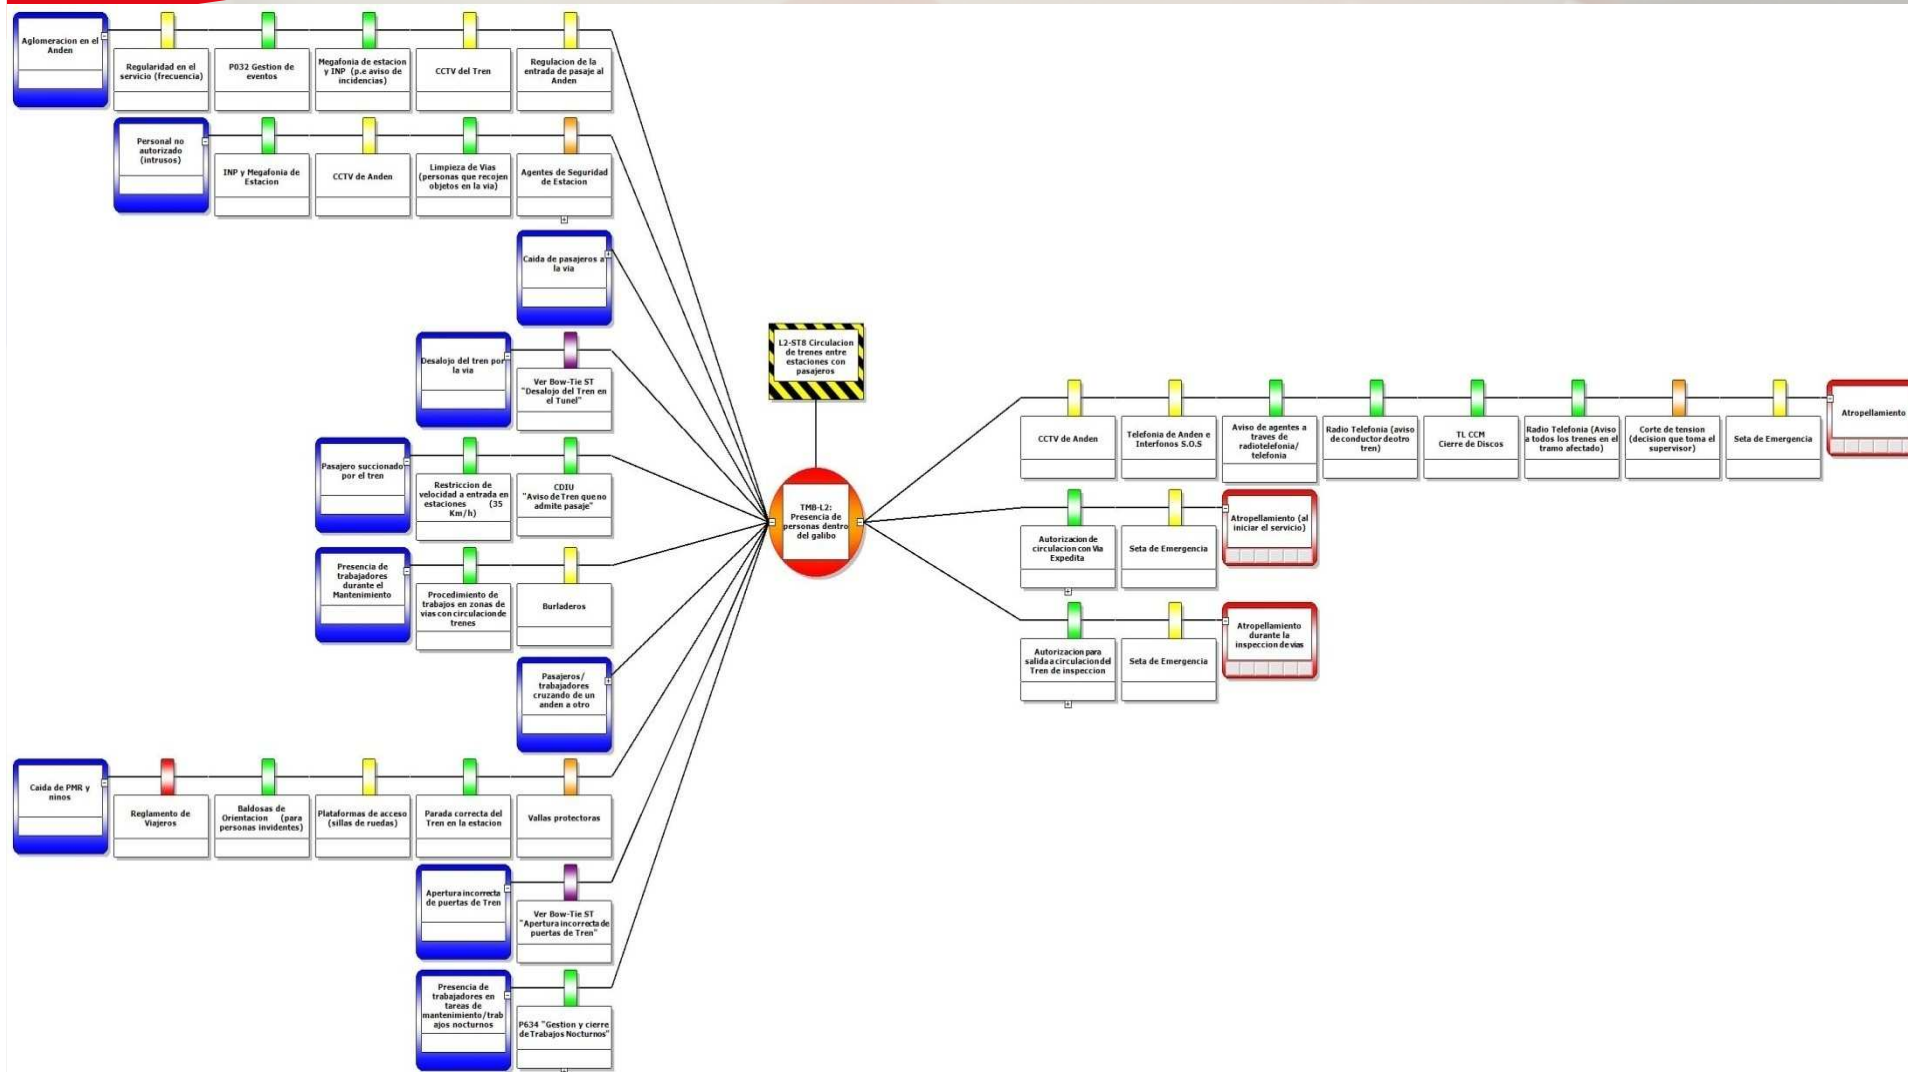 Aglomeracion en el
Anden
Regularidad en el
servicio (frecuencia)
P032 Gestion de
eventos
Megafonia de estacion
y INP (p.e aviso de
incidencias)
CCTV del Tren
Regulacion de la
entrada de pasaje al
Anden
Personal no
autorizado
(intrusos)
INP y Megafonia de
Estacion
CCTV de Anden
Limpieza de Vias
(personas que recojen
objetos en la via)
Agentes de Seguridad
de Estacion
Caida de pasajeros a
la via
Desalojo del tren por
la via
Ver Bow-Tie ST
"Desalojo del Tren en
el Tunel"
Pasajero succionado
por el tren
Restriccion de
velocidad a entrada en
estaciones (35
Km/h)
CDIU
"Aviso de Tren que no
admite pasaje"
Presencia de
trabajadores
durante el
Mantenimiento
Procedimiento de
trabajos en zonas de
vias con circulacion de
trenes
Burladeros
Pasajeros/
trabajadores
cruzando de un
anden a otro
Caida de PMR y
ninos
Reglamento de
Viajeros
Baldosas de
Orientacion (para
personas invidentes)
Plataformas de acceso
(sillas de ruedas)
Parada correcta del
Tren en la estacion
Vallas protectoras
Apertura incorrecta
de puertas de Tren
Ver Bow-Tie ST
"Apertura incorrecta de
puertas de Tren"
Presencia de
trabajadores en
tareas de
mantenimiento/trab
ajos nocturnos
P634 "Gestion y cierre
de Trabajos Nocturnos"
L2-ST8 Circulacion
de trenes entre
estaciones con
pasajeros
TMB-L2:
Presencia de
personas dentro
del galibo
CCTV de Anden
Telefonia de Anden e
Interfonos S.O.S
Aviso de agentes a
traves de
radiotelefonia/
telefonia
Radio Telefonia (aviso
de conductor deotro
tren)
TL CCM
Cierre de Discos
Radio Telefonia (Aviso
a todos los trenes en el
tramo afectado)
Corte de tension
(decision que toma el
supervisor)
Seta de Emergencia
Atropellamiento
Autorizacion de
circulacion con Via
Expedita
Seta de Emergencia
Atropellamiento (al
iniciar el servicio)
Autorizacion para
salida a circulacion del
Tren de inspeccion
Seta de Emergencia
Atropellamiento
durante la
inspeccion de vias